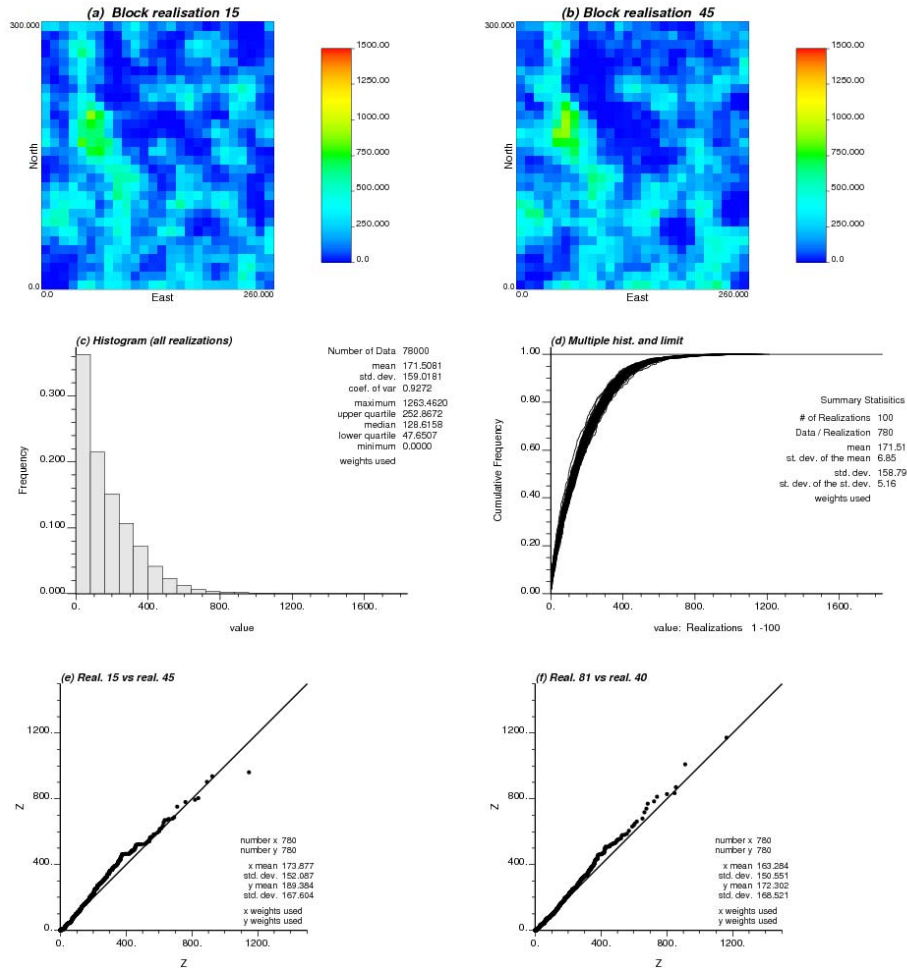 (a) Block realisation 15
300.000
North
0.0
0.0
East
260.000
1500.00
1250.00
1000.00
750.000
500.000
250.000
0.0
(b) Block realisation 45
300.000
North
0.0
0.0
East
260.000
1500.00
1250.00
1000.00
750.000
500.000
250.000
0.0
(c) Histogram (all realizations)
Frequency
0.300
0.200
0.100
0.000
0. 400. 800. 1200. 1600.
value
Number of Data 78000
mean 171.5081
std. dev. 159.0181
coef. of var 0.9272
maximum 1263.4620
upper quartile 252.8672
median 128.6158
lower quartile 47.6507
minimum 0.0000
weights used
(d) Multiple hist. and limit
Cumulative Frequency
1.00
0.80
0.60
0.40
0.20
0.00
0. 400. 800. 1200. 1600.
value: Realizations 1 -100
Summary Statisitics
# of Realizations 100
Data / Realization 780
mean 171.51
st. dev. of the mean 6.85
std. dev. 158.79
st. dev. of the st. dev. 5.16
weights used
(e) Real. 15 vs real. 45
Z
1200.
800.
400.
0.
0. 400. 800. 1200.
Z
number x 780
number y 780
x mean 173.877
std. dev. 152.087
y mean 189.384
std. dev. 167.604
x weights used
y weights used
(f) Real. 81 vs real. 40
Z
1200.
800.
400.
0.
0. 400. 800. 1200.
Z
number x 780
number y 780
x mean 163.284
std. dev. 150.551
y mean 172.302
std. dev. 168.521
x weights used
y weights used